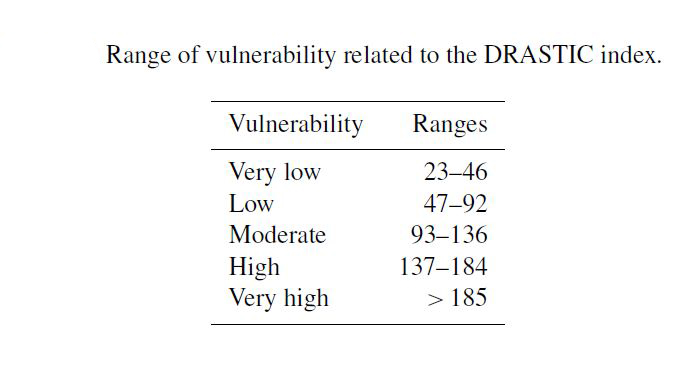 Range of vulnerability related to the DRASTIC index.
Vulnerability Ranges
Very low 23–46
Low 47–92
Moderate 93–136
High 137–184
Very high > 185